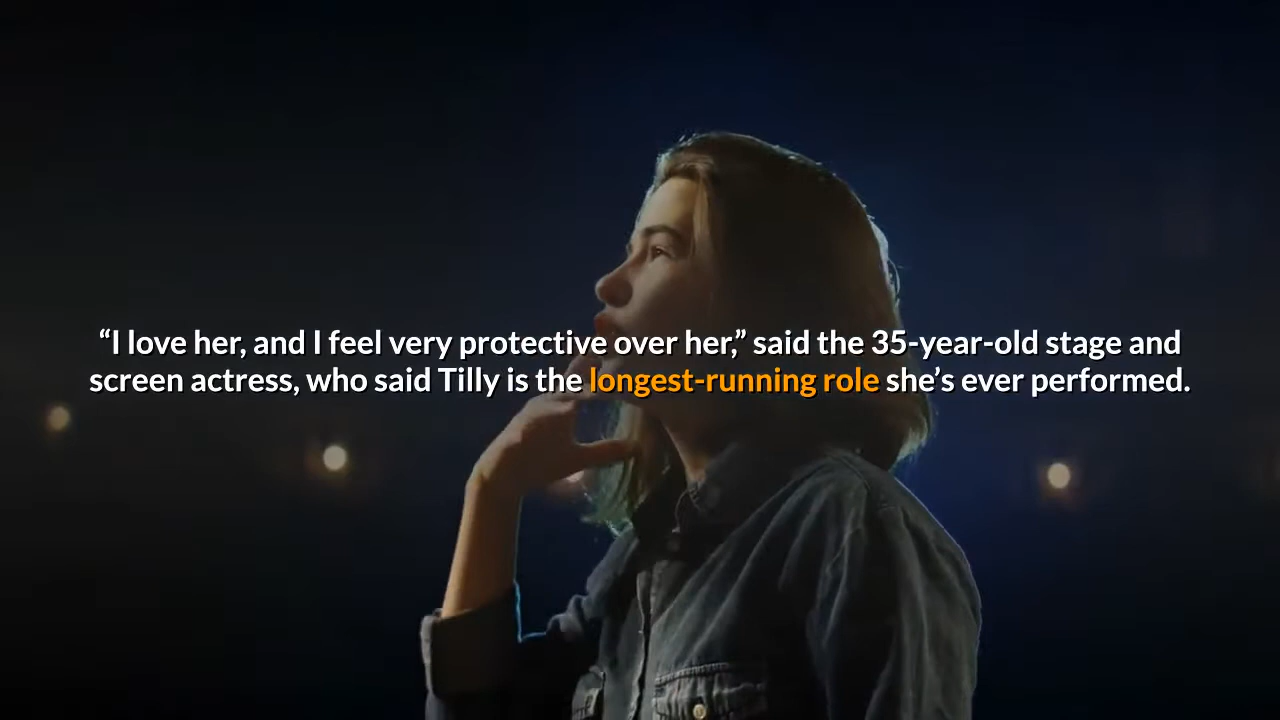 “I love her, and I feel very protective over her,” said the 35-year-old stage and
screen actress, who said Tilly is the longest-running role she’s ever performed.